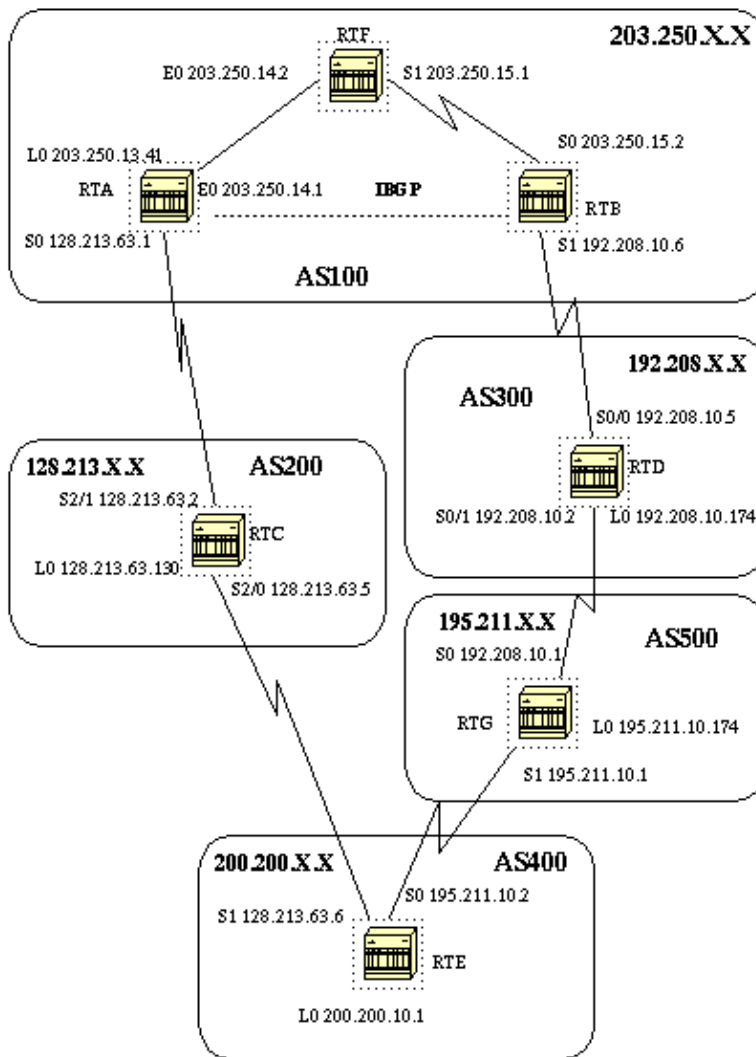 RTF
203.250.X.X
E0 203.250.14.2
S1 203.250.15.1
S0 203.250.15.2
L0 203.250.13.41
RTA
E0 203.250.14.1
IBGP
RTB
S0 128.213.63.1
S1 192.208.10.6
AS100
192.208.X.X
AS300
S0/0 192.208.10.5
RTD
S0/1 192.208.10.2
L0 192.208.10.174
128.213.X.X
AS200
S2/1 128.213.63.2
RTC
L0 128.213.63.130
S2/0 128.213.63.5
195.211.X.X
AS500
S0 192.208.10.1
RTG
L0 195.211.10.174
S1 195.211.10.1
200.200.X.X
AS400
S0 195.211.10.2
S1 128.213.63.6
RTE
L0 200.200.10.1